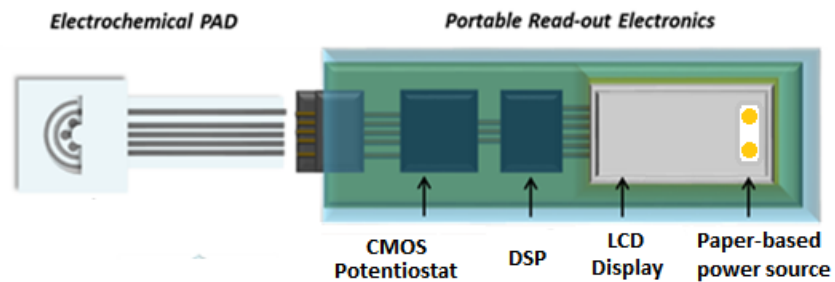 Electrochemical PAD
Portable Read-out Electronics
CMOS
Potentiostat
DSP
LCD
Display
Paper-based
power source